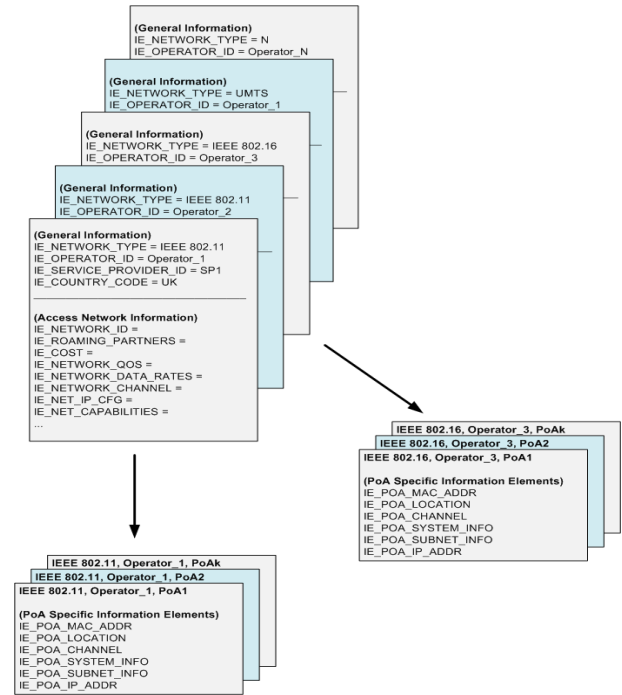 (General Information)
IE_NETWORK_TYPE = N
IE_OPERATOR_ID = Operator_N
(General Information)
IE_NETWORK_TYPE = UMTS
IE_OPERATOR_ID = Operator_1
(General Information)
IE_NETWORK_TYPE = IEEE 802.16
IE_OPERATOR_ID = Operator_3
(General Information)
IE_NETWORK_TYPE = IEEE 802.11
IE_OPERATOR_ID = Operator_2
(General Information)
IE_NETWORK_TYPE = IEEE 802.11
IE_OPERATOR_ID = Operator_1
IE_SERVICE_PROVIDER_ID = SP1
IE_COUNTRY_CODE = UK
(Access Network Information)
IE_NETWORK_ID =
IE_ROAMING_PARTNERS =
IE_COST =
IE_NETWORK_QOS =
IE_NETWORK_DATA_RATES =
IE_NETWORK_CHANNEL =
IE_NET_IP_CFG =
IE_NET_CAPABILITIES =
...
IEEE 802.16, Operator_3, PoAk
IEEE 802.16, Operator_3, PoA2
IEEE 802.16, Operator_3, PoA1
(PoA Specific Information Elements)
IE_POA_MAC_ADDR
IE_POA_LOCATION
IE_POA_CHANNEL
IE_POA_SYSTEM_INFO
IE_POA_SUBNET_INFO
IE_POA_IP_ADDR
IEEE 802.11, Operator_1, PoAk
IEEE 802.11, Operator_1, PoA2
IEEE 802.11, Operator_1, PoA1
(PoA Specific Information Elements)
IE_POA_MAC_ADDR
IE_POA_LOCATION
IE_POA_CHANNEL
IE_POA_SYSTEM_INFO
IE_POA_SUBNET_INFO
IE_POA_IP_ADDR